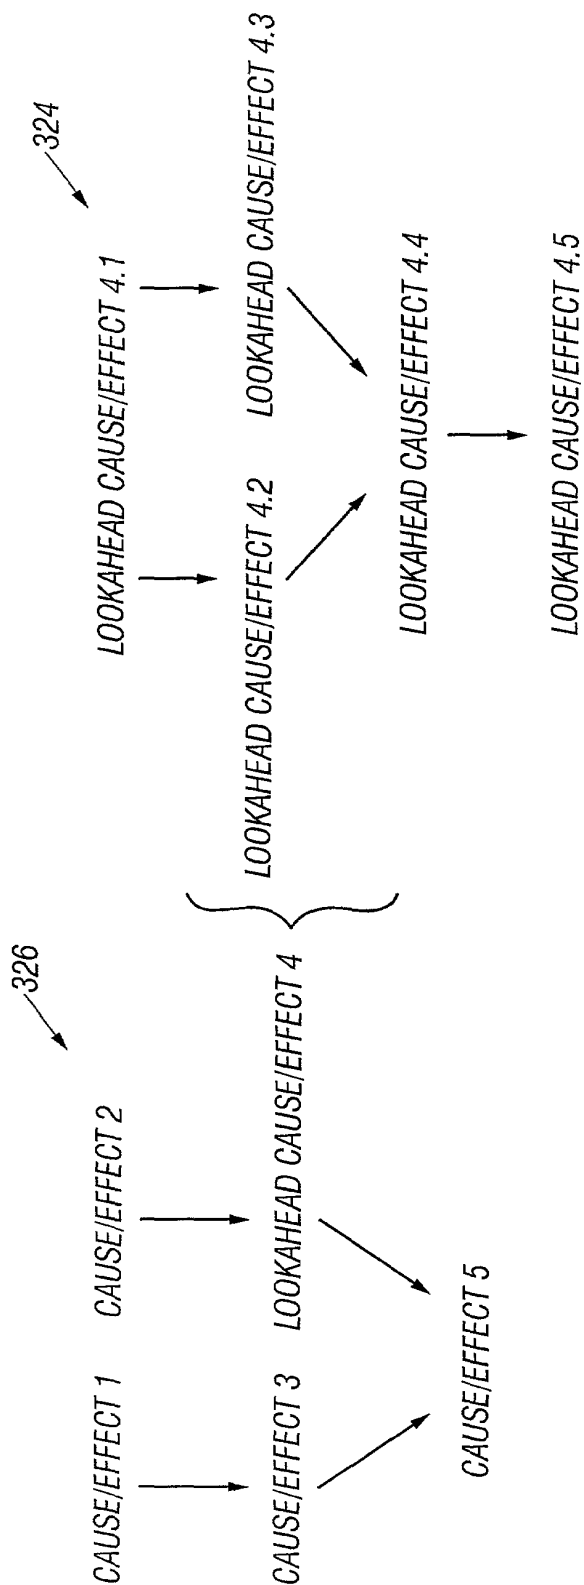 326
324
CAUSE/EFFECT 1
CAUSE/EFFECT 2
LOOKAHEAD CAUSE/EFFECT 4.1
CAUSE/EFFECT 3
LOOKAHEAD CAUSE/EFFECT 4
LOOKAHEAD CAUSE/EFFECT 4.2
LOOKAHEAD CAUSE/EFFECT 4.3
CAUSE/EFFECT 5
LOOKAHEAD CAUSE/EFFECT 4.4
LOOKAHEAD CAUSE/EFFECT 4.5